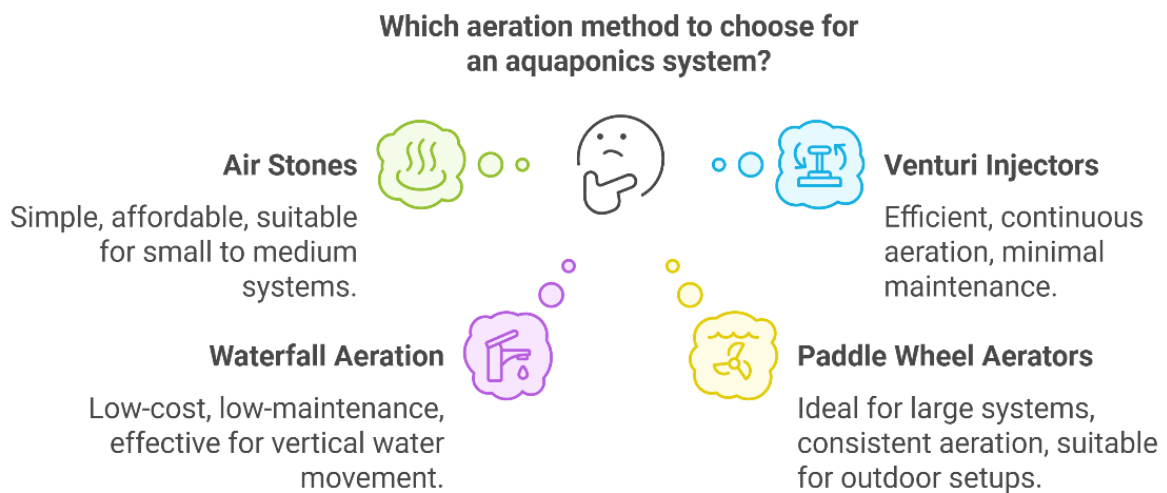 Which aeration method to choose for
an aquaponics system?
Air Stones
Simple, affordable, suitable
for small to medium
systems.
Venturi Injectors
Efficient, continuous
aeration, minimal
maintenance.
Waterfall Aeration
Low-cost, low-maintenance,
effective for vertical water
movement.
Paddle Wheel Aerators
Ideal for large systems,
consistent aeration, suitable
for outdoor setups.